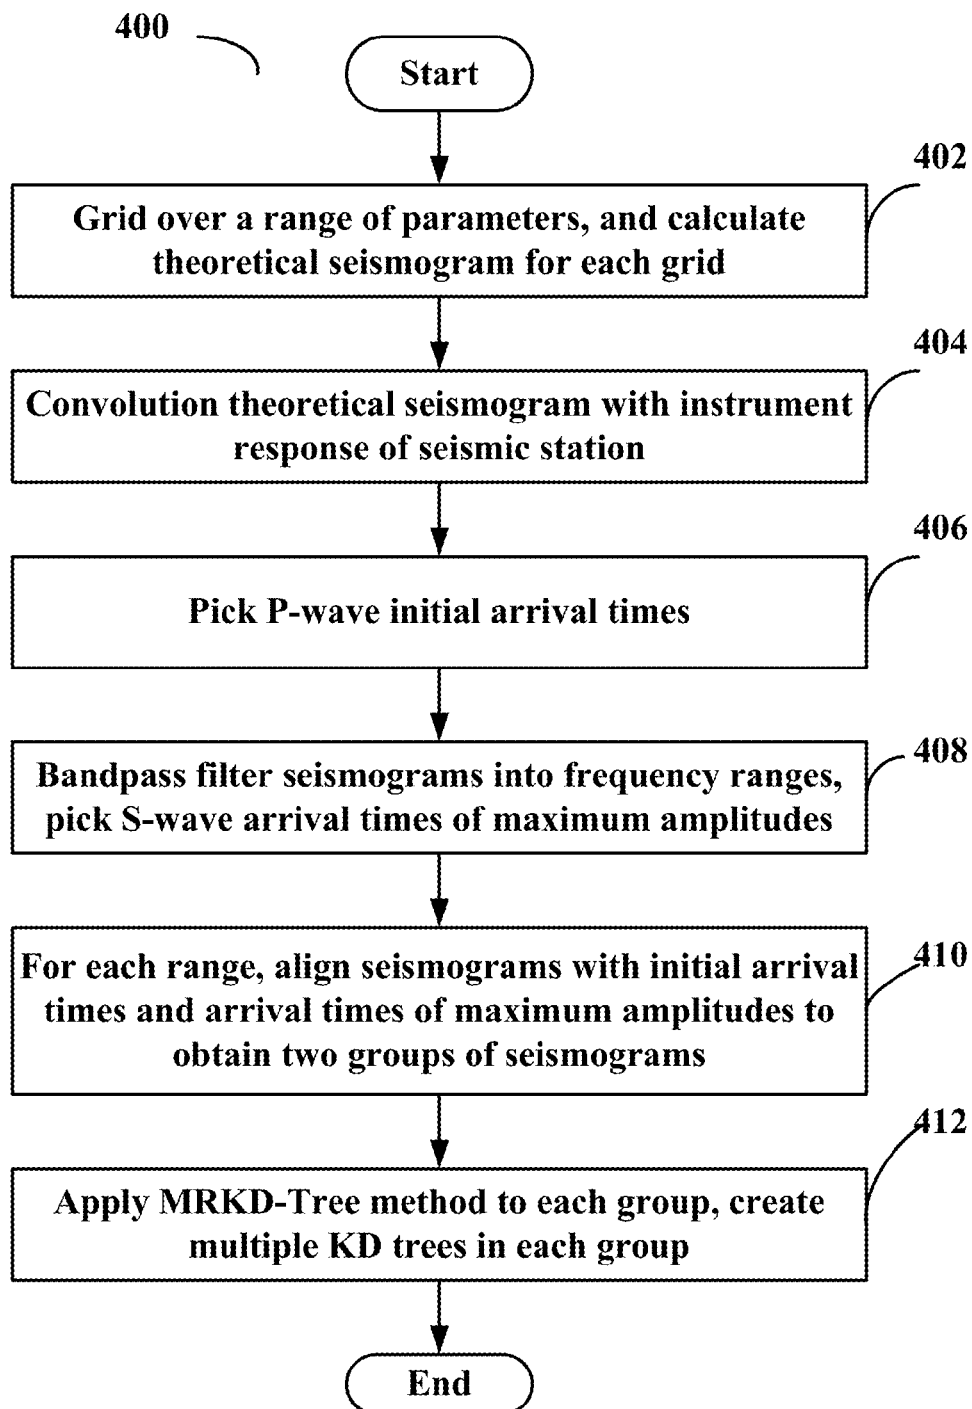 400
Start
402
Grid over a range of parameters, and calculate
theoretical seismogram for each grid
404
Convolution theoretical seismogram with instrument
response of seismic station
406
Pick P-wave initial arrival times
408
Bandpass filter seismograms into frequency ranges,
pick S-wave arrival times of maximum amplitudes
410
For each range, align seismograms with initial arrival
times and arrival times of maximum amplitudes to
obtain two groups of seismograms
412
Apply MRKD-Tree method to each group, create
multiple KD trees in each group
End